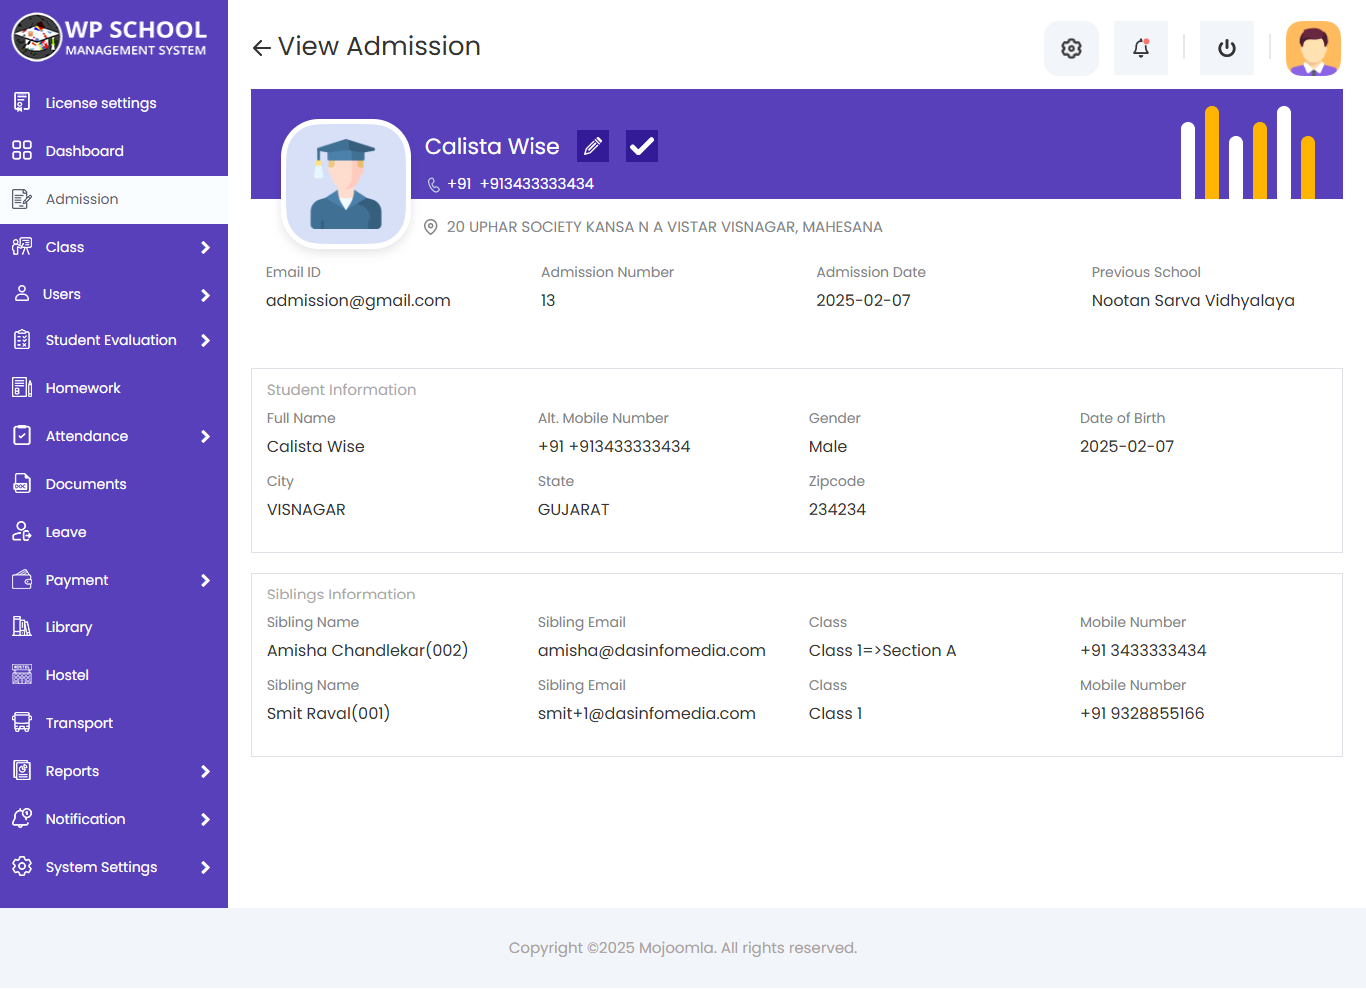 WP SCHOOL
MANAGEMENT SYSTEM
License settings
Dashboard
Admission
Class
Users
Student Evaluation
Homework
Attendance
Documents
Leave
Payment
Library
Hostel
Transport
Reports
Notification
System Settings
View Admission
Calista Wise
+91 +913433333434
20 UPHAR SOCIETY KANSA N A VISTAR VISNAGAR, MAHESANA
Email ID Admission Number Admission Date Previous School
admission@gmail.com 13 2025-02-07 Nootan Sarva Vidhyalaya
Student Information
Full Name Alt. Mobile Number Gender Date of Birth
Calista Wise +91 +913433333434 Male 2025-02-07
City State Zipcode
VISNAGAR GUJARAT 234234
Siblings Information
Sibling Name Sibling Email Class Mobile Number
Amisha Chandlekar(002) amisha@dasinfomedia.com Class 1=>Section A +91 3433333434
Sibling Name Sibling Email Class Mobile Number
Smit Raval(001) smit+1@dasinfomedia.com Class 1 +91 9328855166
Copyright ©2025 Mojoomla. All rights reserved.